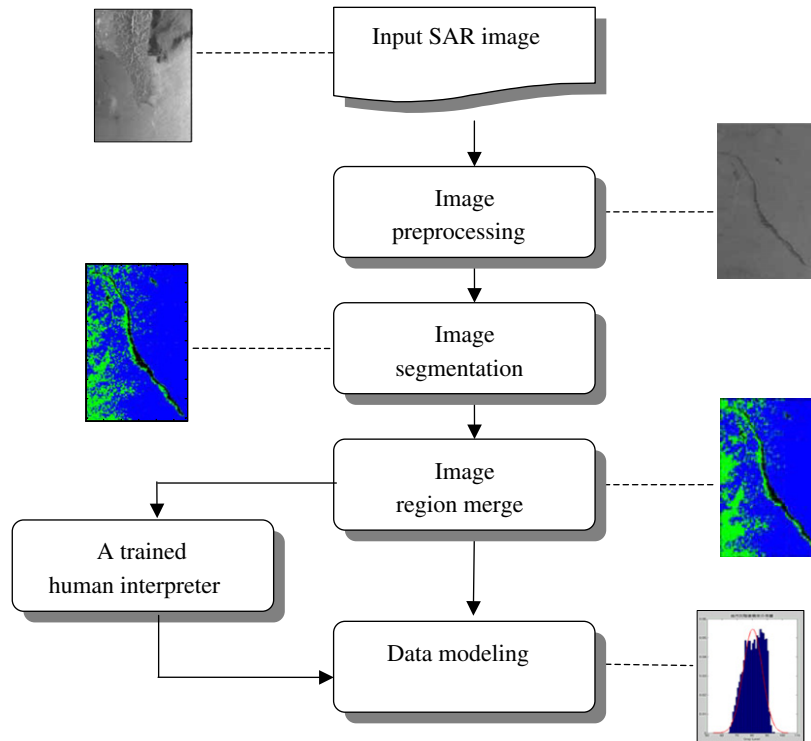 Input SAR image
Image
preprocessing
Image
segmentation
Image
region merge
A trained
human interpreter
Data modeling